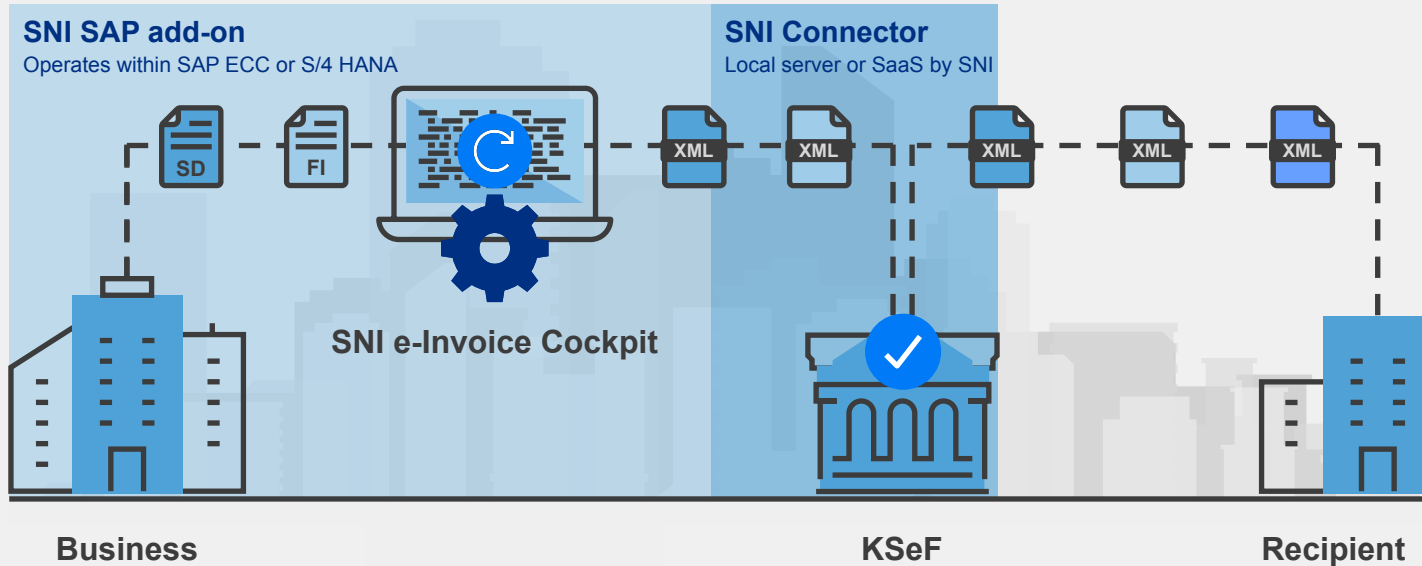 SNI SAP add-on
Operates within SAP ECC or S/4 HANA
SNI Connector
Local server or SaaS by SNI
SD
FI
XML
XML
XML
XML
XML
SNI e-Invoice Cockpit
Business
KSeF
Recipient